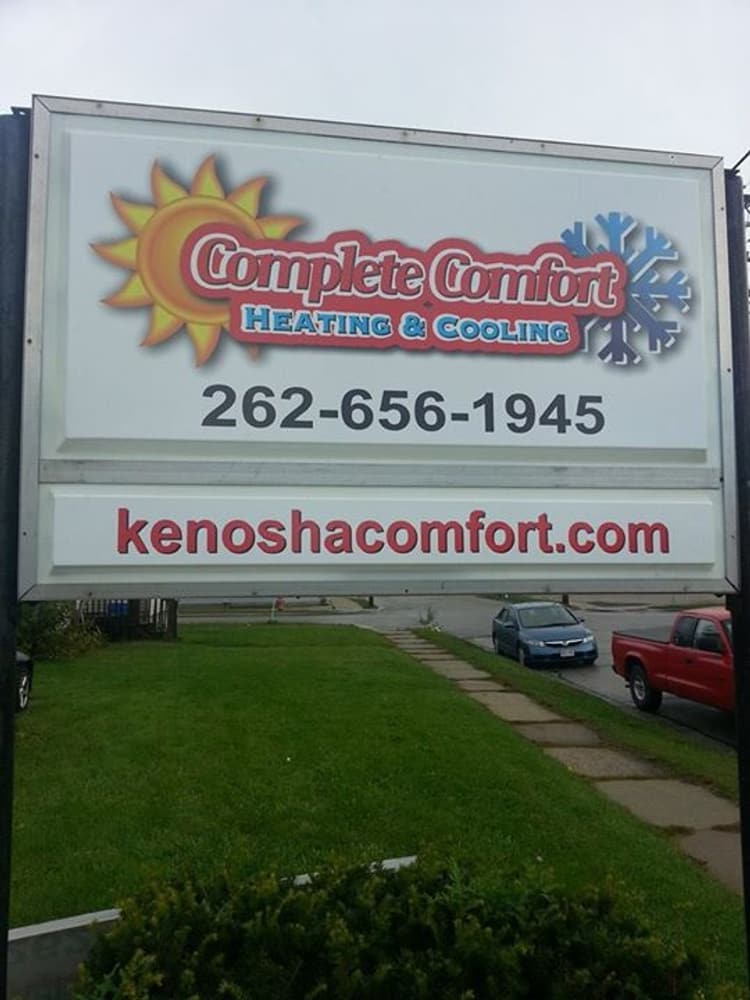 Complete Comfort
HEATING & COOLING
262-656-1945
kenoshacomfort.com